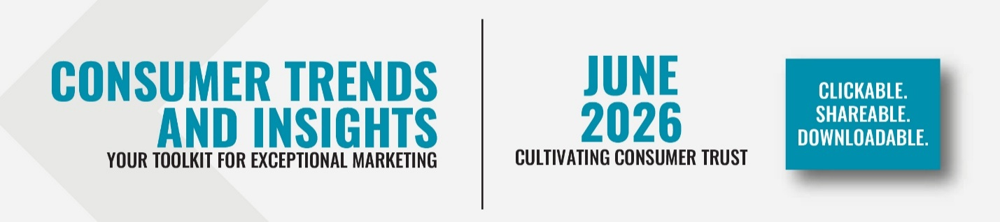 CONSUMER TRENDS
AND INSIGHTS
YOUR TOOLKIT FOR EXCEPTIONAL MARKETING
JUNE
2026
CULTIVATING CONSUMER TRUST
CLICKABLE.
SHAREABLE.
DOWNLOADABLE.